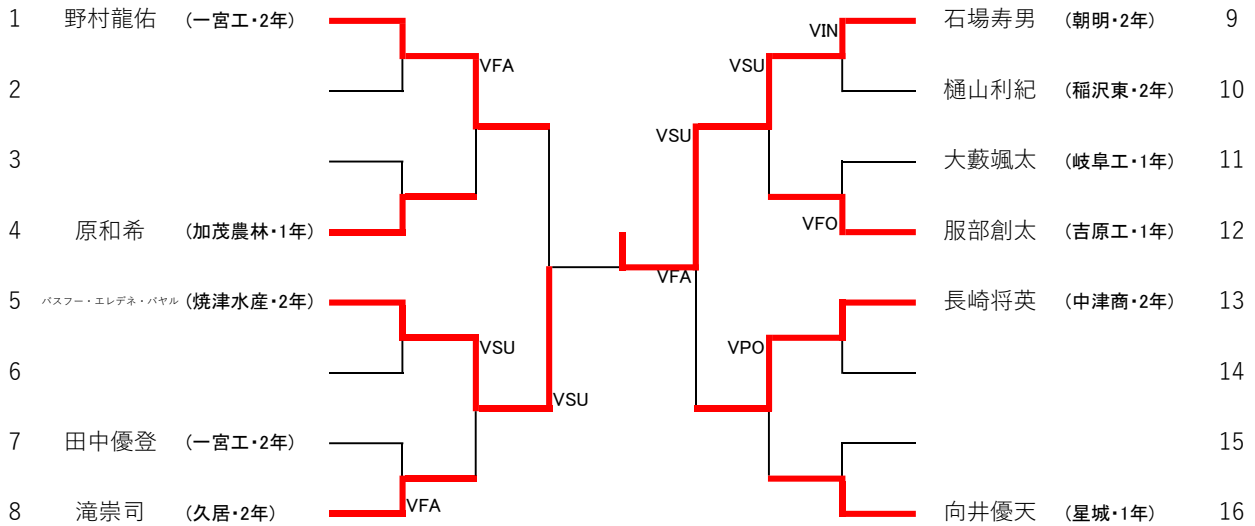 1 野村龍佑 (一宮工・2年) VIN 石場寿男 (朝明・2年) 9
VFA VSU
2 樋山利紀 (稲沢東・2年) 10
VSU
3 大藪颯太 (岐阜工・1年) 11
4 原和希 (加茂農林・1年) VFO 服部創太 (吉原工・1年) 12
VFA
5 バスフー・エレデネ・バヤル (焼津水産・2年) 長崎将英 (中津商・2年) 13
VSU VPO
6 14
VSU
7 田中優登 (一宮工・2年) 15
VFA
8 滝崇司 (久居・2年) 向井優天 (星城・1年) 16